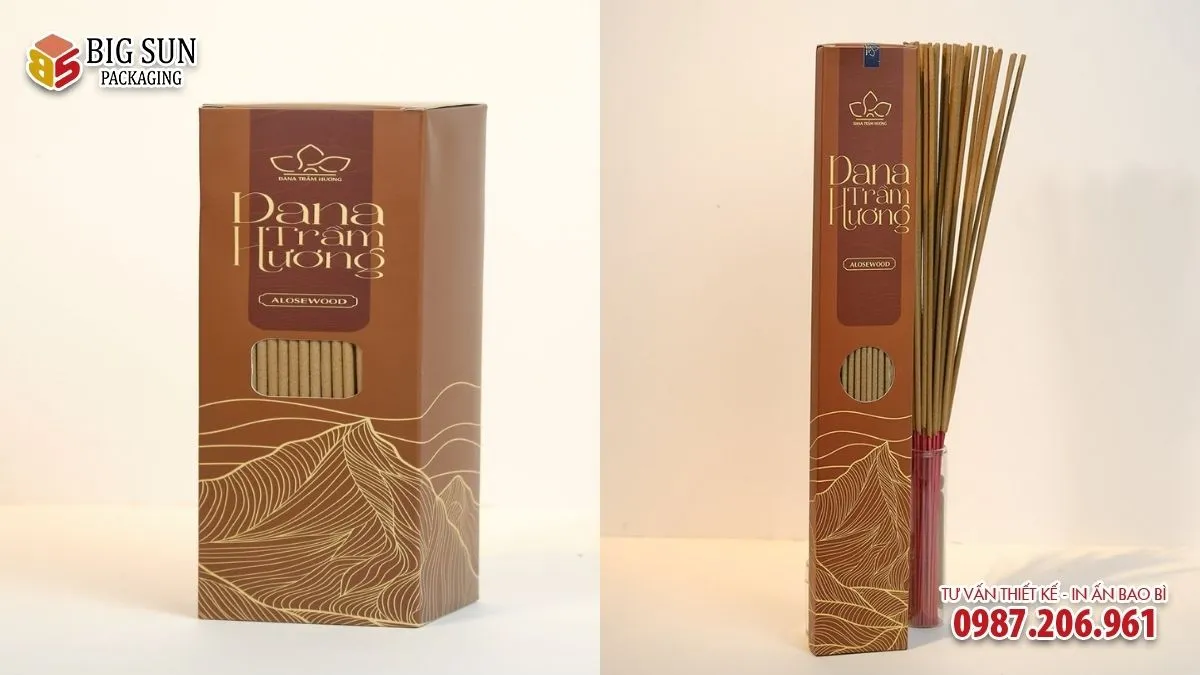 BIG SUN
PACKAGING
DANA TRẦM HƯƠNG
Dana
Trầm
Hương
ALOSEWOOD
DANA TRẦM HƯƠNG
Dana
Trầm
Hương
ALOSEWOOD
TƯ VẤN THIẾT KẾ - IN ẤN BAO BÌ
0987.206.961